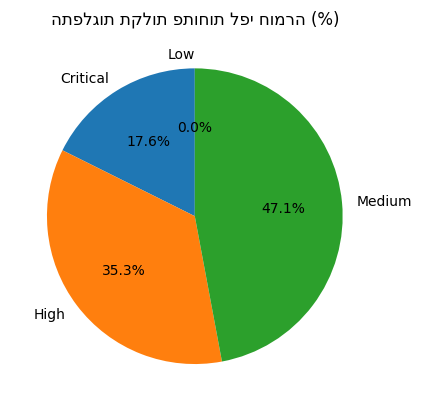 התפלגות תקלות פתוחות לפי חומרה (%)
Low
Critical
0.0%
17.6%
Medium
47.1%
35.3%
High